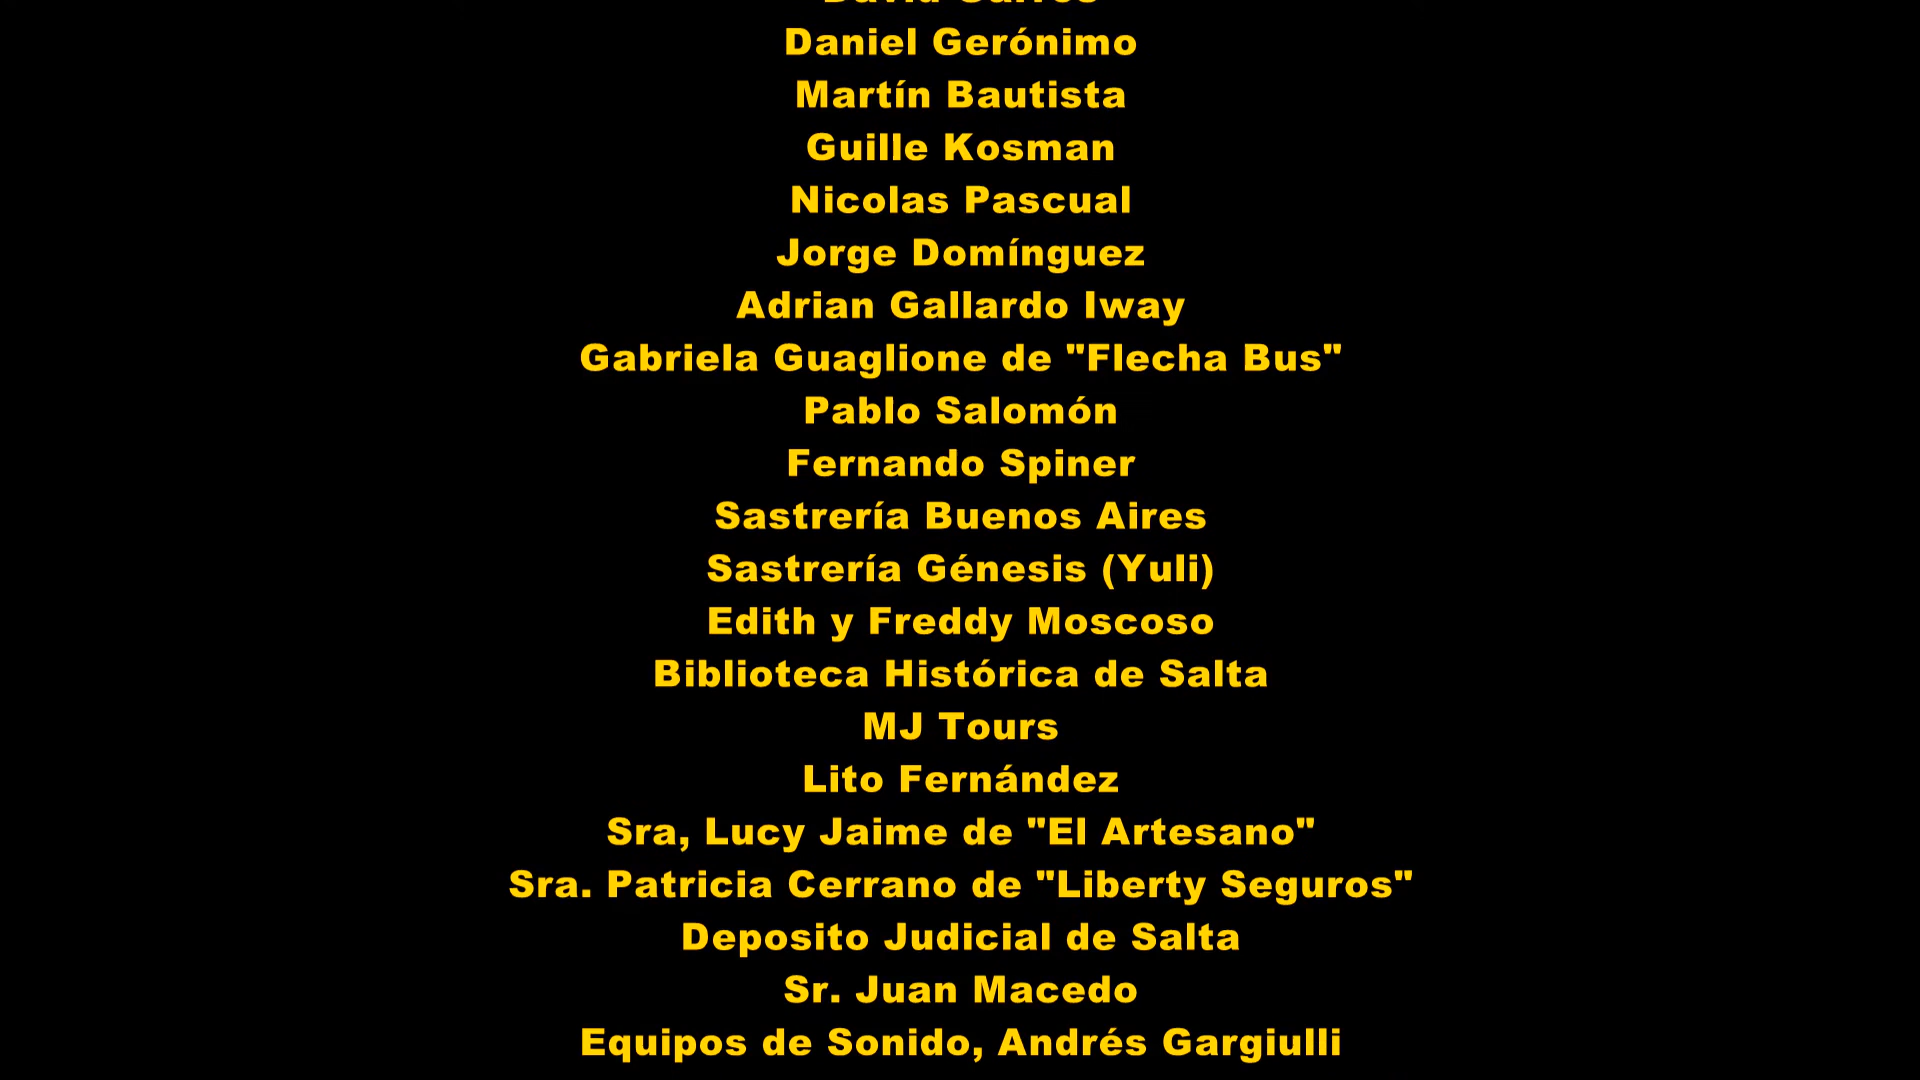 Daniel Gerónimo
Martín Bautista
Guille Kosman
Nicolas Pascual
Jorge Domínguez
Adrian Gallardo Iway
Gabriela Guaglione de "Flecha Bus"
Pablo Salomón
Fernando Spiner
Sastrería Buenos Aires
Sastrería Génesis (Yuli)
Edith y Freddy Moscoso
Biblioteca Histórica de Salta
MJ Tours
Lito Fernández
Sra, Lucy Jaime de "El Artesano"
Sra. Patricia Cerrano de "Liberty Seguros"
Deposito Judicial de Salta
Sr. Juan Macedo
Equipos de Sonido, Andrés Gargiulli